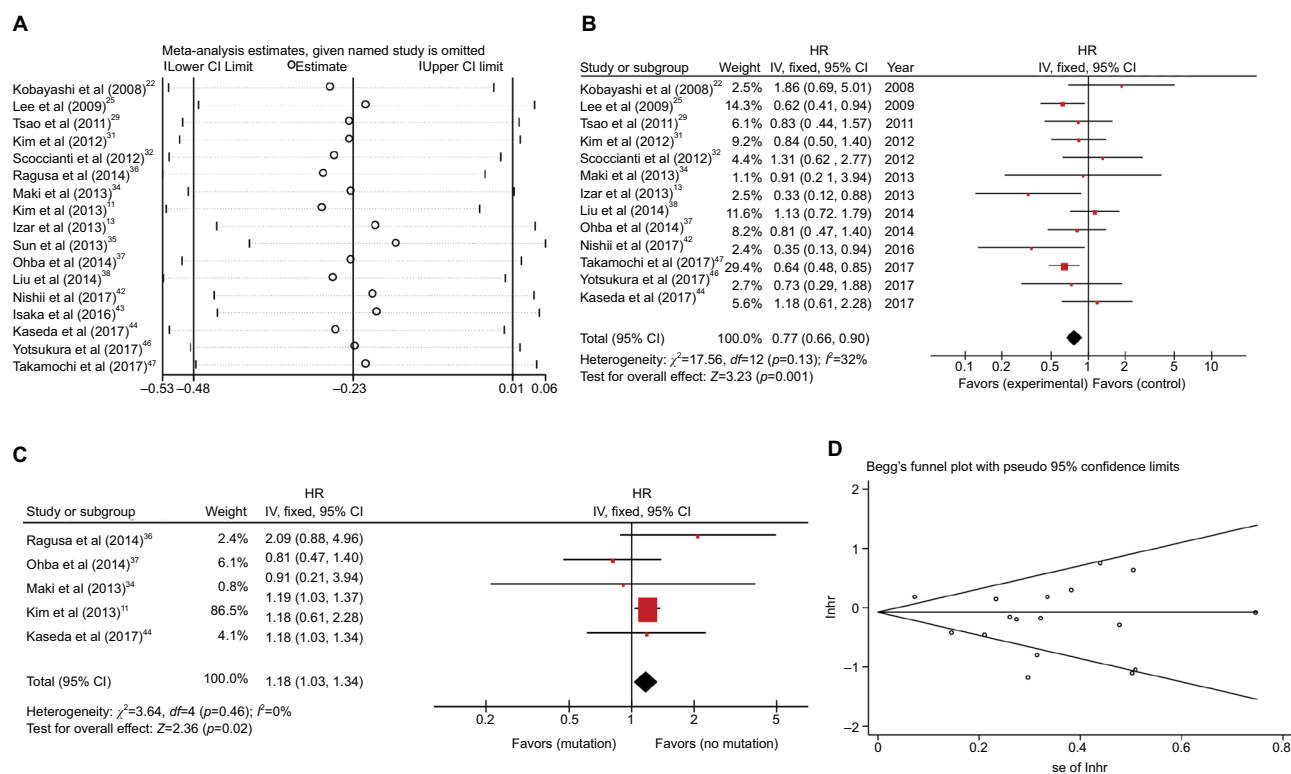 A
Meta-analysis estimates, given named study is omitted
Lower CI Limit Estimate Upper CI limit
Kobayashi et al (2008)22
Lee et al (2009)25
Tsao et al (2011)29
Kim et al (2012)31
Scoccianti et al (2012)32
Ragusa et al (2014)36
Maki et al (2013)34
Kim et al (2013)11
Izar et al (2013)13
Sun et al (2013)35
Ohba et al (2014)37
Liu et al (2014)38
Nishii et al (2017)42
Isaka et al (2016)43
Kaseda et al (2017)44
Yotsukura et al (2017)46
Takamochi et al (2017)47
−0.53 −0.48 −0.23 0.01 0.06
B
HR HR
Study or subgroup Weight IV, fixed, 95% CI Year IV, fixed, 95% CI
Kobayashi et al (2008)22 2.5% 1.86 (0.69, 5.01) 2008
Lee et al (2009)25 14.3% 0.62 (0.41, 0.94) 2009
Tsao et al (2011)29 6.1% 0.83 (0 .44, 1.57) 2011
Kim et al (2012)31 9.2% 0.84 (0.50, 1.40) 2012
Scoccianti et al (2012)32 4.4% 1.31 (0.62 , 2.77) 2012
Maki et al (2013)34 1.1% 0.91 (0.2 1, 3.94) 2013
Izar et al (2013)13 2.5% 0.33 (0.12, 0.88) 2013
Liu et al (2014)38 11.6% 1.13 (0.72. 1.79) 2014
Ohba et al (2014)37 8.2% 0.81 (0 .47, 1.40) 2014
Nishii et al (2017)42 2.4% 0.35 (0.13, 0.94) 2016
Takamochi et al (2017)47 29.4% 0.64 (0.48, 0.85) 2017
Yotsukura et al (2017)46 2.7% 0.73 (0.29, 1.88) 2017
Kaseda et al (2017)44 5.6% 1.18 (0.61, 2.28) 2017
Total (95% CI) 100.0% 0.77 (0.66, 0.90)
Heterogeneity: χ2=17.56, df=12 (p=0.13); I2=32%
Test for overall effect: Z=3.23 (p=0.001)
0.1 0.2 0.5 1 2 5 10
Favors (experimental) Favors (control)
C
HR HR
Study or subgroup Weight IV, fixed, 95% CI IV, fixed, 95% CI
Ragusa et al (2014)36 2.4% 2.09 (0.88, 4.96)
Ohba et al (2014)37 6.1% 0.81 (0.47, 1.40)
Maki et al (2013)34 0.8% 0.91 (0.21, 3.94)
Kim et al (2013)11 86.5% 1.19 (1.03, 1.37)
1.18 (0.61, 2.28)
Kaseda et al (2017)44 4.1% 1.18 (1.03, 1.34)
Total (95% CI) 100.0% 1.18 (1.03, 1.34)
Heterogeneity: χ2=3.64, df=4 (p=0.46); I2=0%
Test for overall effect: Z=2.36 (p=0.02)
0.2 0.5 1 2 5
Favors (mutation) Favors (no mutation)
D
Begg's funnel plot with pseudo 95% confidence limits
2
1
0
−1
−2
lnhr
0 0.2 0.4 0.6 0.8
se of lnhr